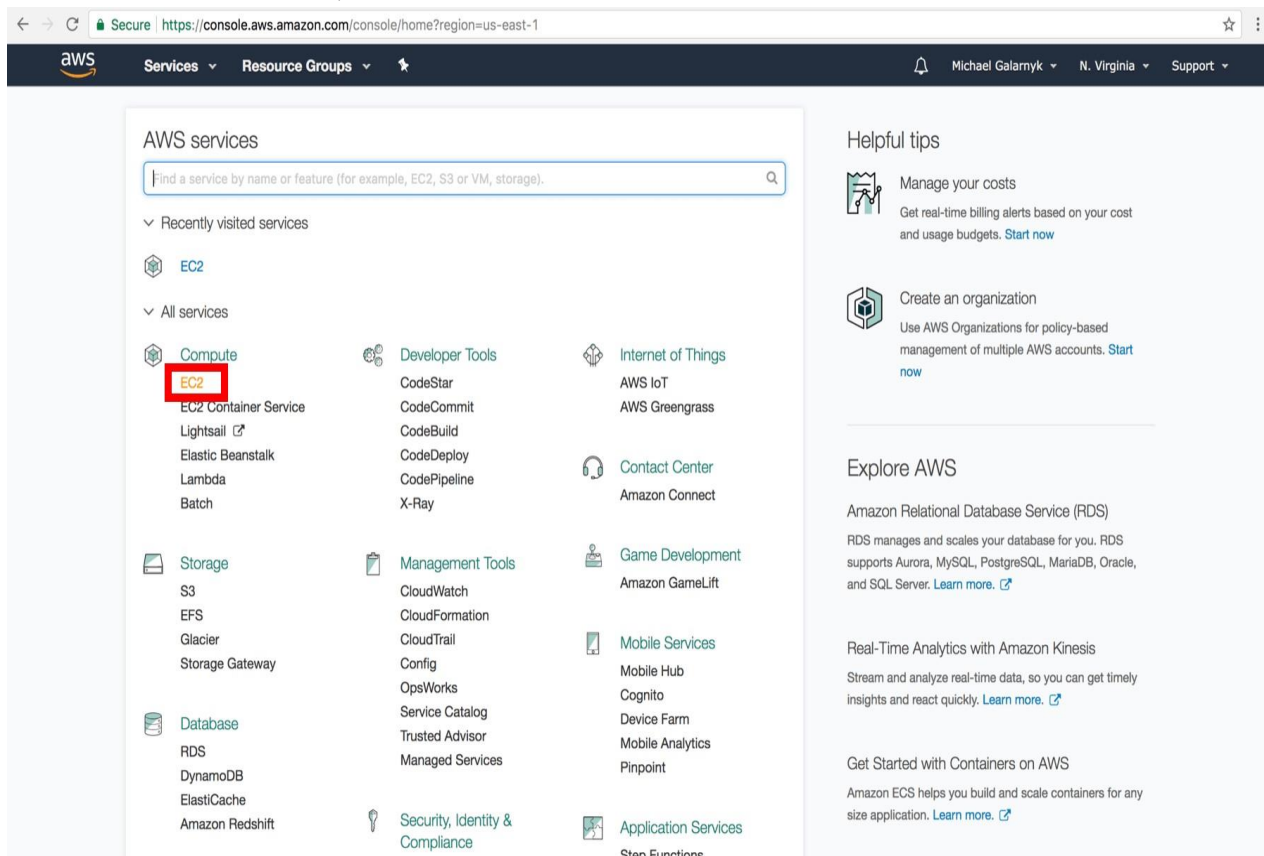 Secure https://console.aws.amazon.com/console/home?region=us-east-1
aws
Services
Resource Groups
Michael Galarnyk
N. Virginia
Support
AWS services
Find a service by name or feature (for example, EC2, S3 or VM, storage).
Recently visited services
EC2
All services
Compute
EC2
EC2 Container Service
Lightsail
Elastic Beanstalk
Lambda
Batch
Storage
S3
EFS
Glacier
Storage Gateway
Database
RDS
DynamoDB
ElastiCache
Amazon Redshift
Developer Tools
CodeStar
CodeCommit
CodeBuild
CodeDeploy
CodePipeline
X-Ray
Management Tools
CloudWatch
CloudFormation
CloudTrail
Config
OpsWorks
Service Catalog
Trusted Advisor
Managed Services
Security, Identity &
Compliance
Internet of Things
AWS IoT
AWS Greengrass
Contact Center
Amazon Connect
Game Development
Amazon GameLift
Mobile Services
Mobile Hub
Cognito
Device Farm
Mobile Analytics
Pinpoint
Application Services
Step Functions
Helpful tips
Manage your costs
Get real-time billing alerts based on your cost
and usage budgets. Start now
Create an organization
Use AWS Organizations for policy-based
management of multiple AWS accounts. Start
now
Explore AWS
Amazon Relational Database Service (RDS)
RDS manages and scales your database for you. RDS
supports Aurora, MySQL, PostgreSQL, MariaDB, Oracle,
and SQL Server. Learn more.
Real-Time Analytics with Amazon Kinesis
Stream and analyze real-time data, so you can get timely
insights and react quickly. Learn more.
Get Started with Containers on AWS
Amazon ECS helps you build and scale containers for any
size application. Learn more.